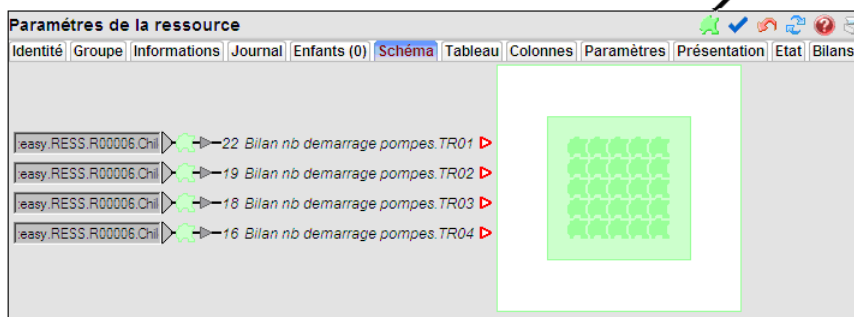 Paramétres de la ressource
Identité Groupe Informations Journal Enfants (0) Schéma Tableau Colonnes Paramètres Présentation Etat Bilans
:easy.RESS.R00006.Chil 22 Bilan nb demarrage pompes.TR01
:easy.RESS.R00006.Chil 19 Bilan nb demarrage pompes.TR02
:easy.RESS.R00006.Chil 18 Bilan nb demarrage pompes.TR03
:easy.RESS.R00006.Chil 16 Bilan nb demarrage pompes.TR04